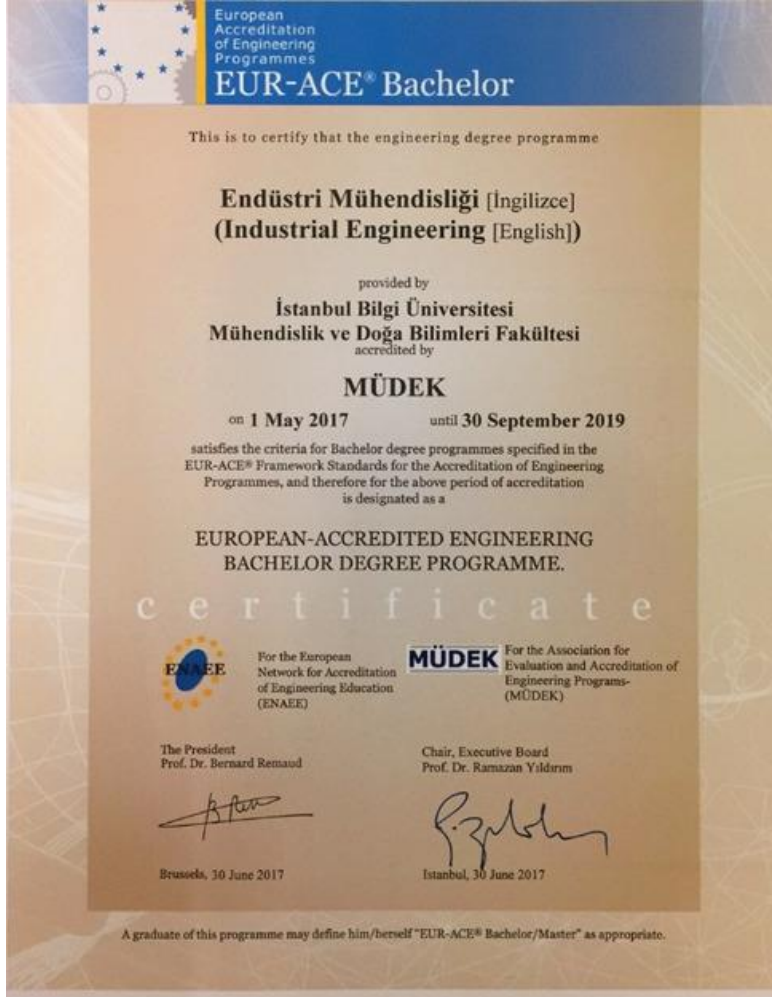 European
Accreditation
of Engineering
Programmes
EUR-ACE® Bachelor
This is to certify that the engineering degree programme
Endüstri Mühendisliği [İngilizce]
(Industrial Engineering [English])
provided by
İstanbul Bilgi Üniversitesi
Mühendislik ve Doğa Bilimleri Fakültesi
accredited by
MÜDEK
on 1 May 2017 until 30 September 2019
satisfies the criteria for Bachelor degree programmes specified in the
EUR-ACE® Framework Standards for the Accreditation of Engineering
Programmes, and therefore for the above period of accreditation
is designated as a
EUROPEAN-ACCREDITED ENGINEERING
BACHELOR DEGREE PROGRAMME.
certificate
ENAEE
For the European
Network for Accreditation
of Engineering Education
(ENAEE)
MÜDEK
For the Association for
Evaluation and Accreditation of
Engineering Programs-
(MÜDEK)
The President
Prof. Dr. Bernard Remaud
Chair, Executive Board
Prof. Dr. Ramazan Yıldırım
Brussels, 30 June 2017
Istanbul, 30 June 2017
A graduate of this programme may define him/herself "EUR-ACE® Bachelor/Master" as appropriate.